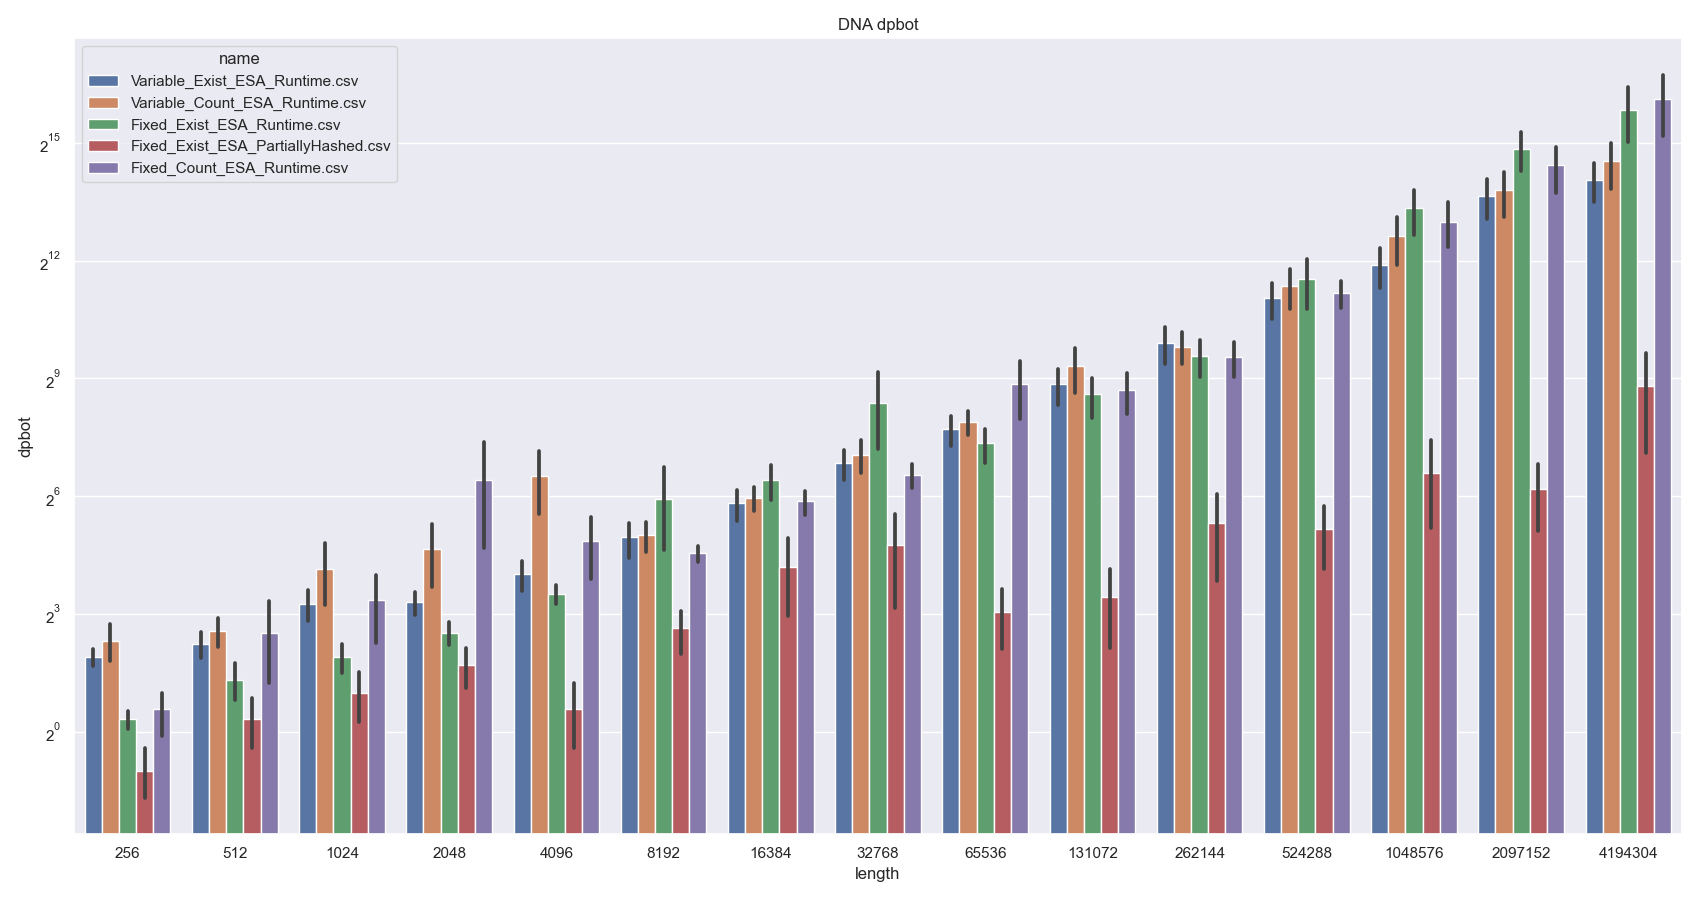 DNA dpbot
name
Variable_Exist_ESA_Runtime.csv
Variable_Count_ESA_Runtime.csv
Fixed_Exist_ESA_Runtime.csv
Fixed_Exist_ESA_PartiallyHashed.csv
Fixed_Count_ESA_Runtime.csv
2^15
2^12
2^9
2^6
2^3
2^0
dpbot
256 512 1024 2048 4096 8192 16384 32768 65536 131072 262144 524288 1048576 2097152 4194304
length